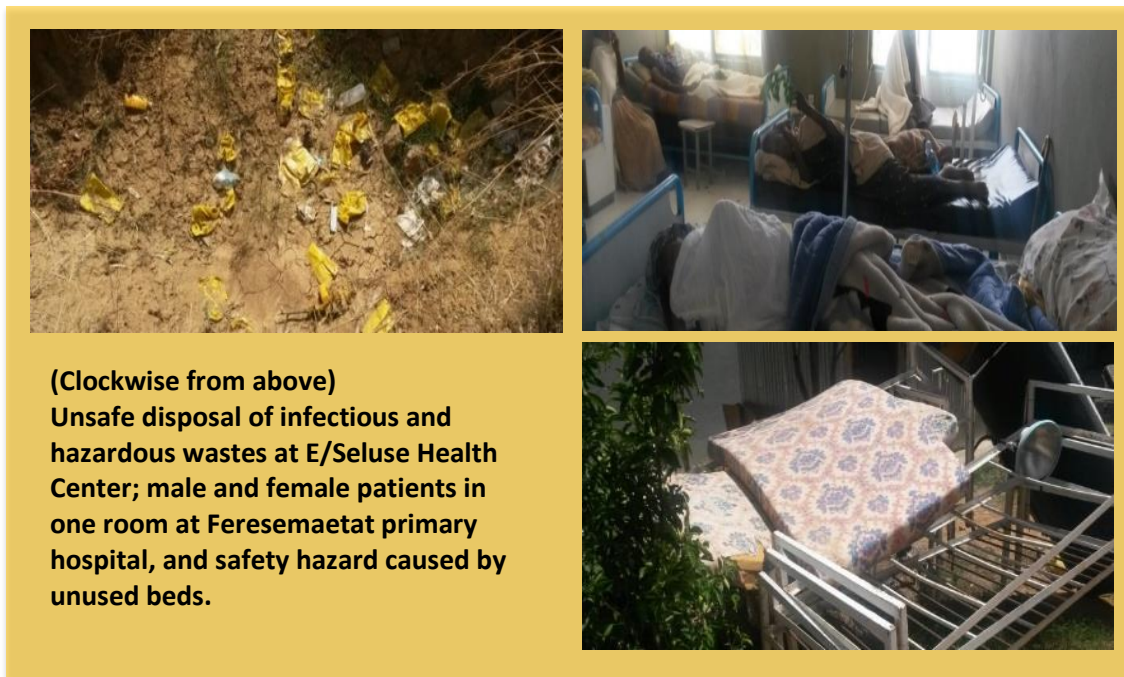 (Clockwise from above)
Unsafe disposal of infectious and
hazardous wastes at E/Seluse Health
Center; male and female patients in
one room at Feresemaetat primary
hospital, and safety hazard caused by
unused beds.